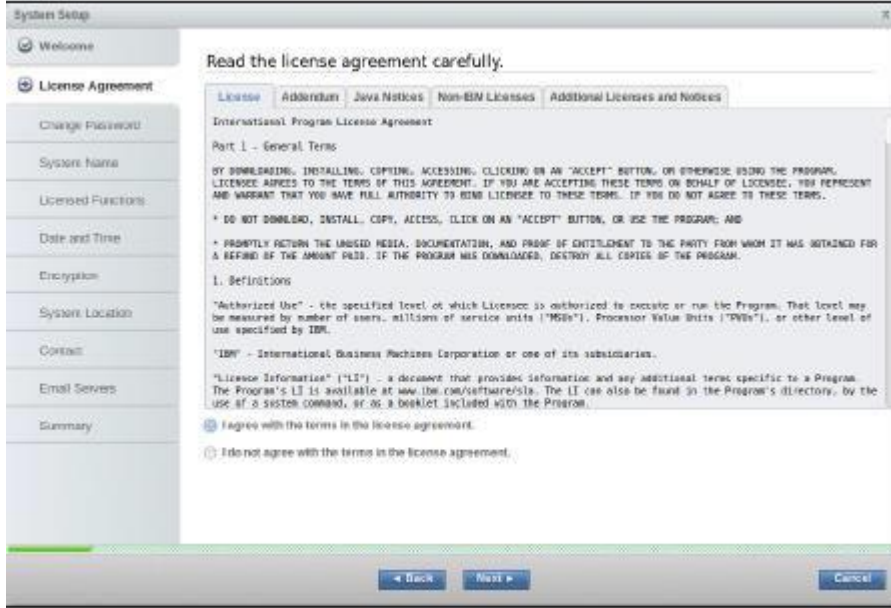 System Setup
Welcome
License Agreement
Change Password
System Name
Licensed Functions
Date and Time
Encryption
System Location
Contact
Email Servers
Summary
Read the license agreement carefully.
License Addendum Java Notices Non-IBM Licenses Additional Licenses and Notices
International Program License Agreement
Part 1 - General Terms
BY DOWNLOADING, INSTALLING, COPYING, ACCESSING, CLICKING ON AN "ACCEPT" BUTTON, OR OTHERWISE USING THE PROGRAM,
LICENSEE AGREES TO THE TERMS OF THIS AGREEMENT. IF YOU ARE ACCEPTING THESE TERMS ON BEHALF OF LICENSEE, YOU REPRESENT
AND WARRANT THAT YOU HAVE FULL AUTHORITY TO BIND LICENSEE TO THESE TERMS. IF YOU DO NOT AGREE TO THESE TERMS,
* DO NOT DOWNLOAD, INSTALL, COPY, ACCESS, CLICK ON AN "ACCEPT" BUTTON, OR USE THE PROGRAM; AND
* PROMPTLY RETURN THE UNUSED MEDIA, DOCUMENTATION, AND PROOF OF ENTITLEMENT TO THE PARTY FROM WHOM IT WAS OBTAINED FOR
A REFUND OF THE AMOUNT PAID. IF THE PROGRAM WAS DOWNLOADED, DESTROY ALL COPIES OF THE PROGRAM.
1. Definitions
"Authorized Use" - the specified level at which Licensee is authorized to execute or run the Program. That level may
be measured by number of users, millions of service units ("MSUs"), Processor Value Units ("PVUs"), or other level of
use specified by IBM.
"IBM" - International Business Machines Corporation or one of its subsidiaries.
"License Information" ("LI") - a document that provides information and any additional terms specific to a Program.
The Program's LI is available at www.ibm.com/software/sla. The LI can also be found in the Program's directory, by the
use of a system command, or as a booklet included with the Program.
I agree with the terms in the license agreement.
I do not agree with the terms in the license agreement.
Back Next Cancel